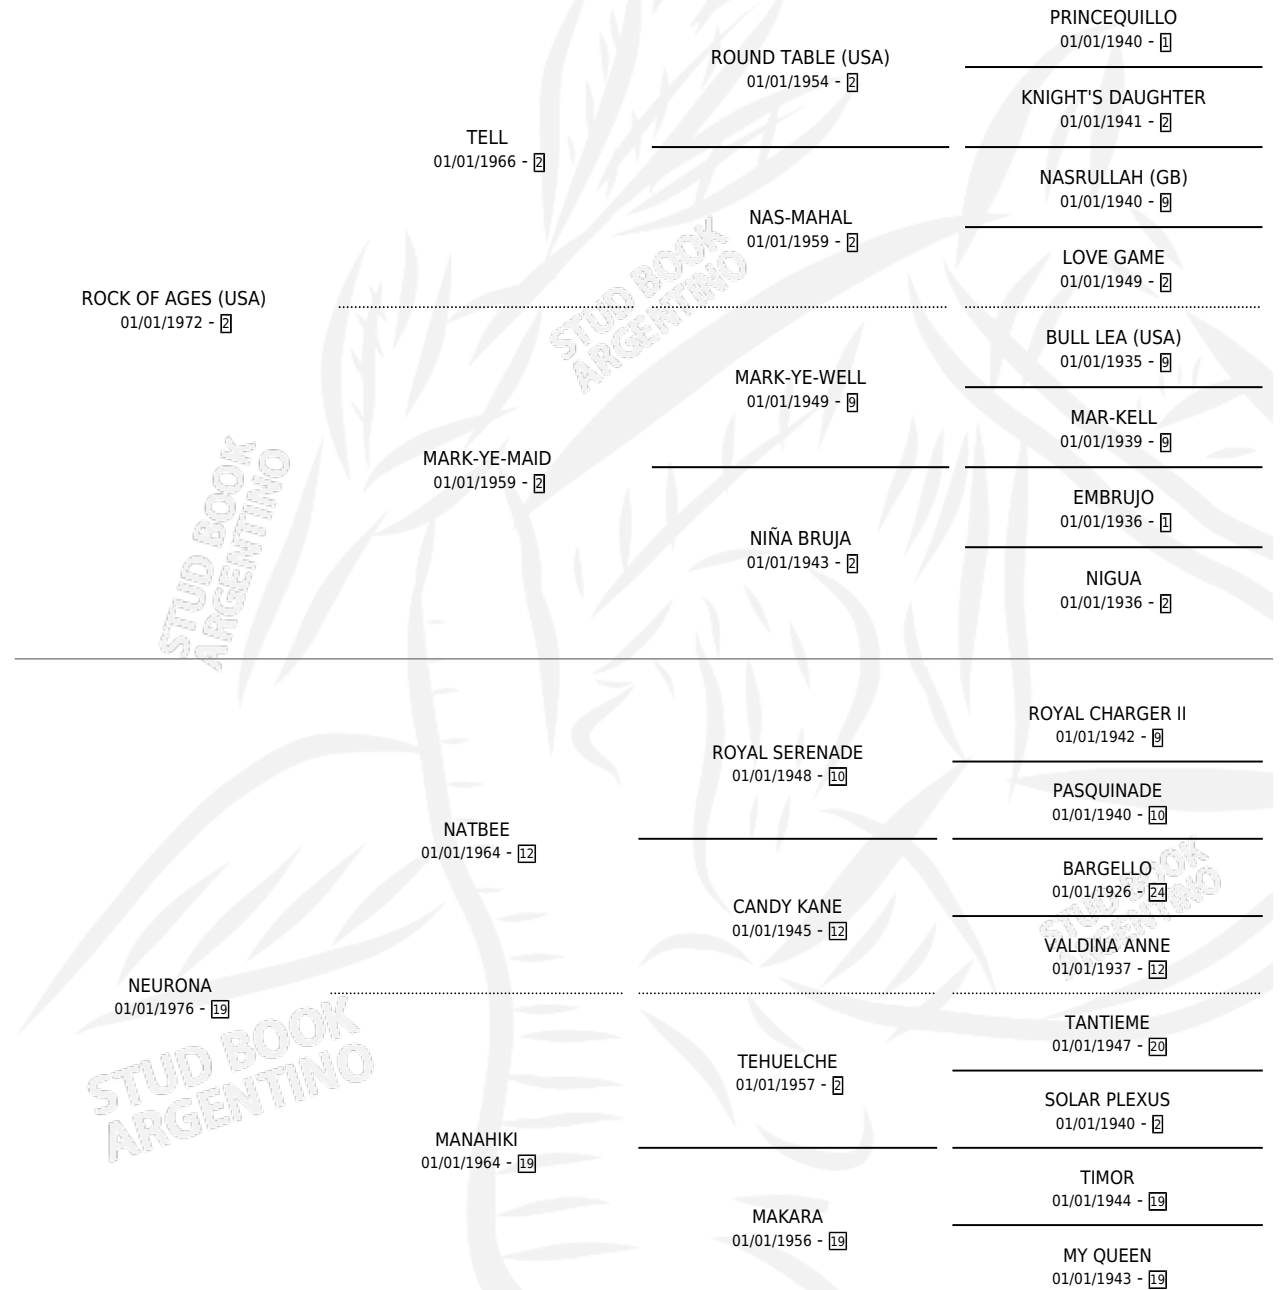 PRINCEQUILLO
01/01/1940 - 1
ROUND TABLE (USA)
01/01/1954 - 2
KNIGHT'S DAUGHTER
01/01/1941 - 2
TELL
01/01/1966 - 2
NASRULLAH (GB)
01/01/1940 - 9
NAS-MAHAL
01/01/1959 - 2
LOVE GAME
01/01/1949 - 2
ROCK OF AGES (USA)
01/01/1972 - 2
STUD BOOK
ARGENTINO
BULL LEA (USA)
01/01/1935 - 9
MARK-YE-WELL
01/01/1949 - 9
MAR-KELL
01/01/1939 - 9
MARK-YE-MAID
01/01/1959 - 2
EMBRUJO
01/01/1936 - 1
NIÑA BRUJA
01/01/1943 - 2
NIGUA
01/01/1936 - 2
STUD BOOK
ARGENTINO
ROYAL CHARGER II
01/01/1942 - 9
ROYAL SERENADE
01/01/1948 - 10
PASQUINADE
01/01/1940 - 10
NATBEE
01/01/1964 - 12
BARGELLO
01/01/1926 - 24
CANDY KANE
01/01/1945 - 12
STUD BOOK
ARGENTINO
VALDINA ANNE
01/01/1937 - 12
NEURONA
01/01/1976 - 19
STUD BOOK
ARGENTINO
TANTIEME
01/01/1947 - 20
TEHUELCHE
01/01/1957 - 2
SOLAR PLEXUS
01/01/1940 - 2
MANAHIKI
01/01/1964 - 19
TIMOR
01/01/1944 - 19
MAKARA
01/01/1956 - 19
MY QUEEN
01/01/1943 - 19